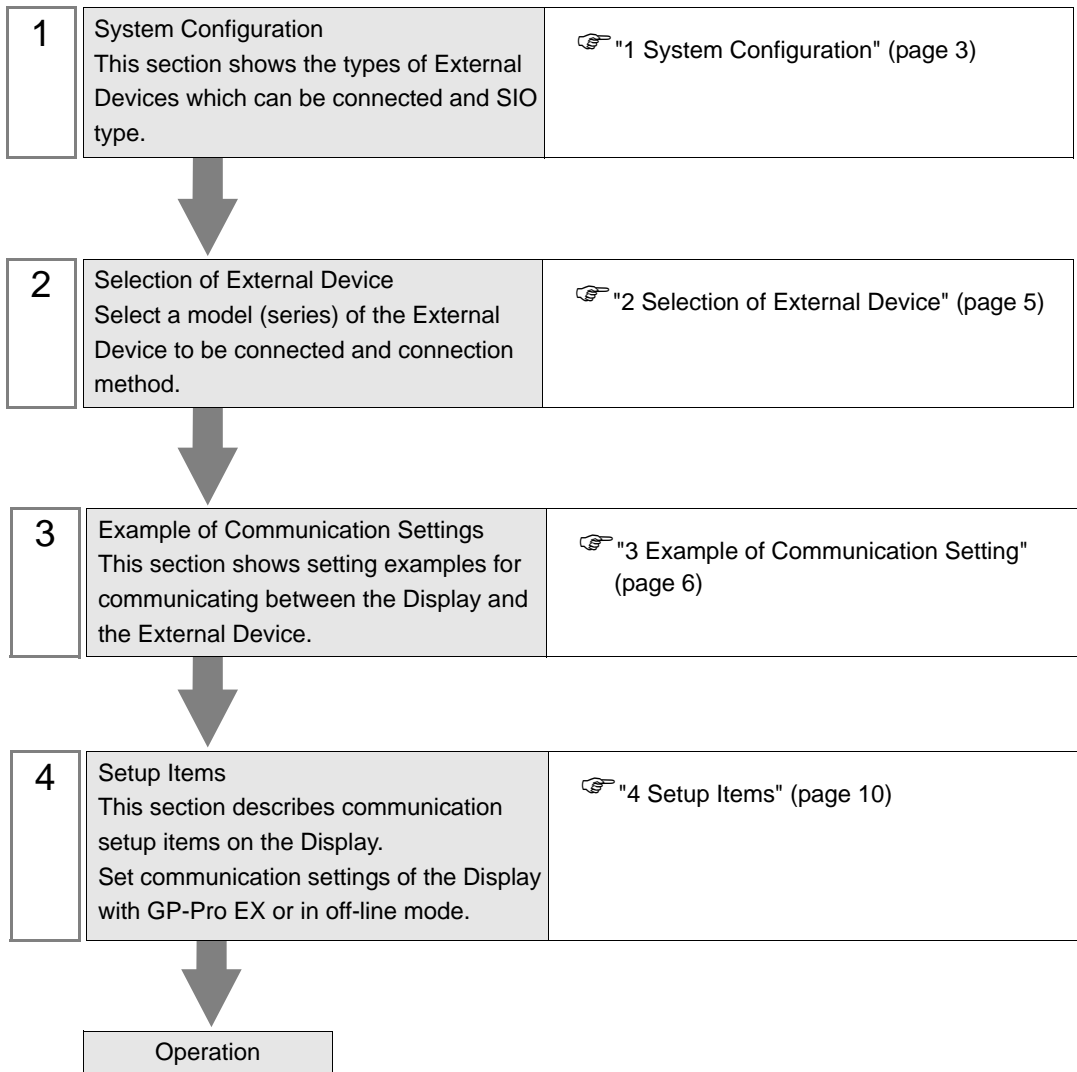 1
System Configuration
This section shows the types of External
Devices which can be connected and SIO
type.
"1 System Configuration" (page 3)
2
Selection of External Device
Select a model (series) of the External
Device to be connected and connection
method.
"2 Selection of External Device" (page 5)
3
Example of Communication Settings
This section shows setting examples for
communicating between the Display and
the External Device.
"3 Example of Communication Setting"
(page 6)
4
Setup Items
This section describes communication
setup items on the Display.
Set communication settings of the Display
with GP-Pro EX or in off-line mode.
"4 Setup Items" (page 10)
Operation